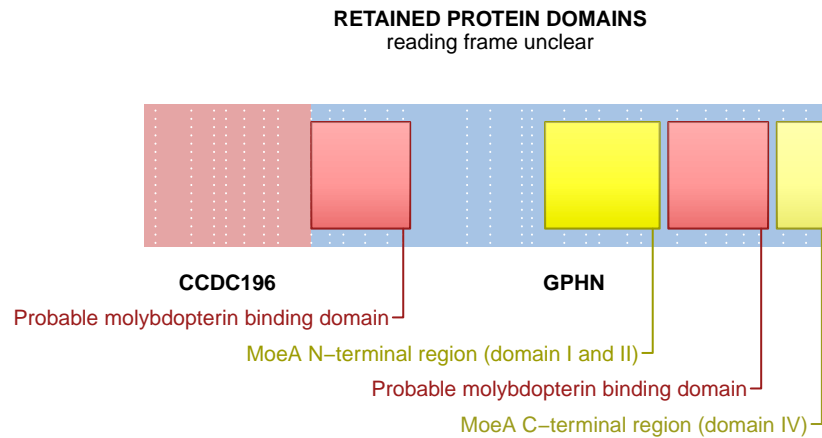 RETAINED PROTEIN DOMAINS
reading frame unclear
CCDC196
GPHN
Probable molybdopterin binding domain
MoeA N−terminal region (domain I and II)
Probable molybdopterin binding domain
MoeA C−terminal region (domain IV)